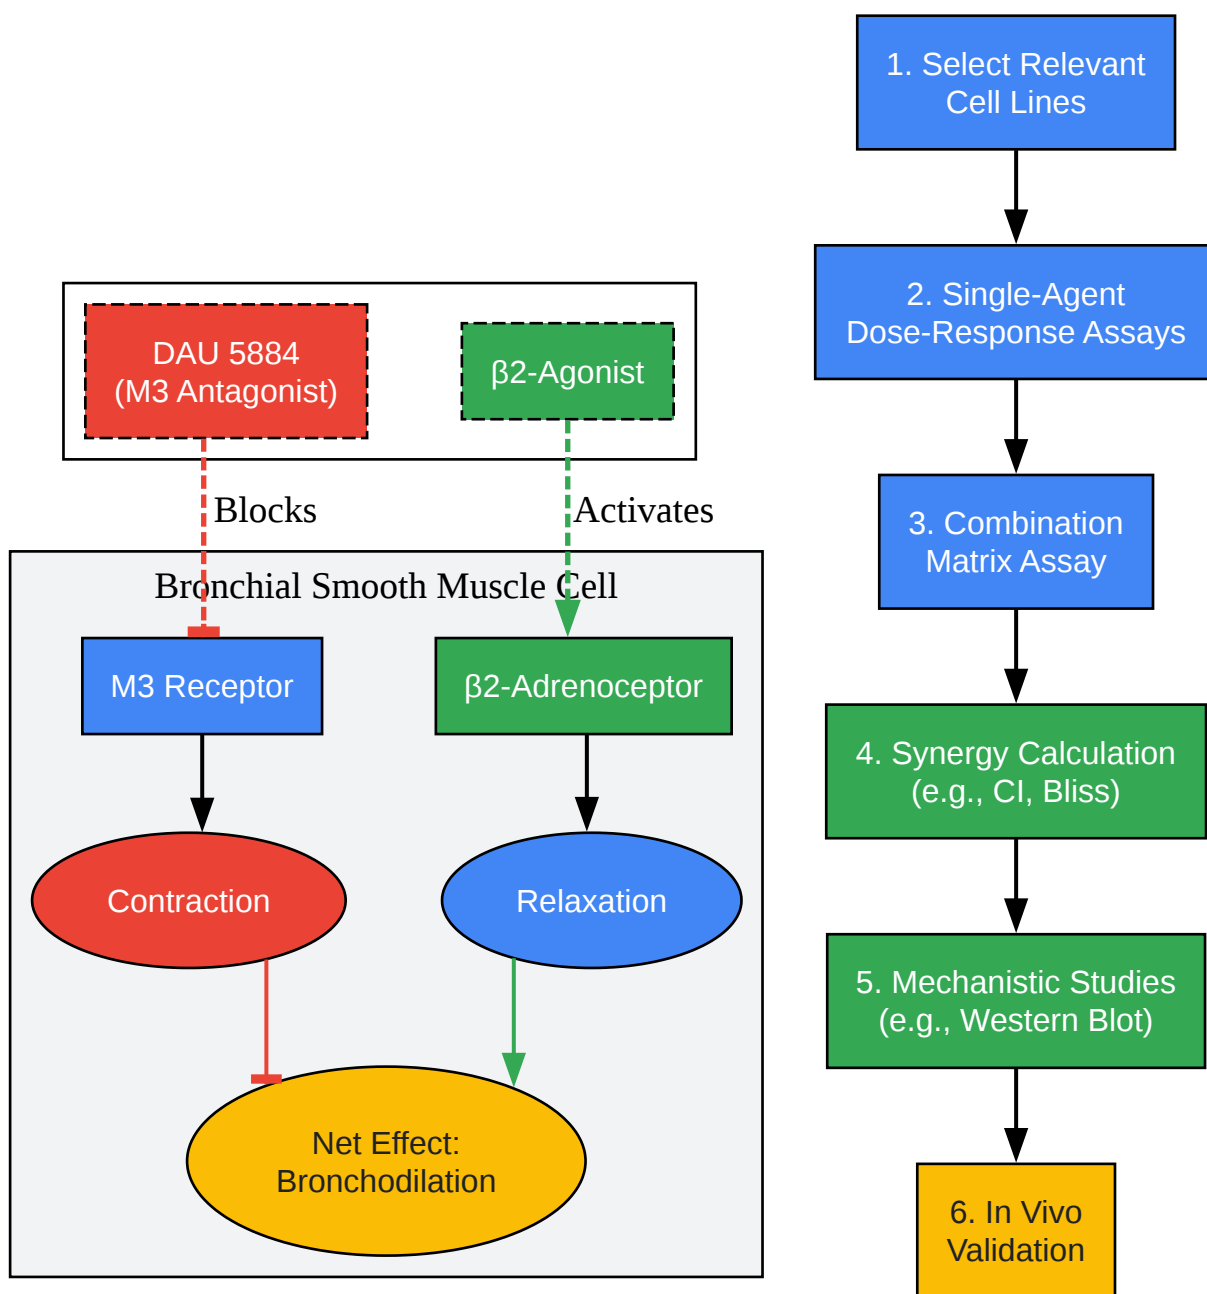 DAU 5884
(M3 Antagonist)
β2-Agonist
Blocks
Activates
Bronchial Smooth Muscle Cell
M3 Receptor
β2-Adrenoceptor
Contraction
Relaxation
Net Effect:
Bronchodilation
1. Select Relevant
Cell Lines
2. Single-Agent
Dose-Response Assays
3. Combination
Matrix Assay
4. Synergy Calculation
(e.g., CI, Bliss)
5. Mechanistic Studies
(e.g., Western Blot)
6. In Vivo
Validation